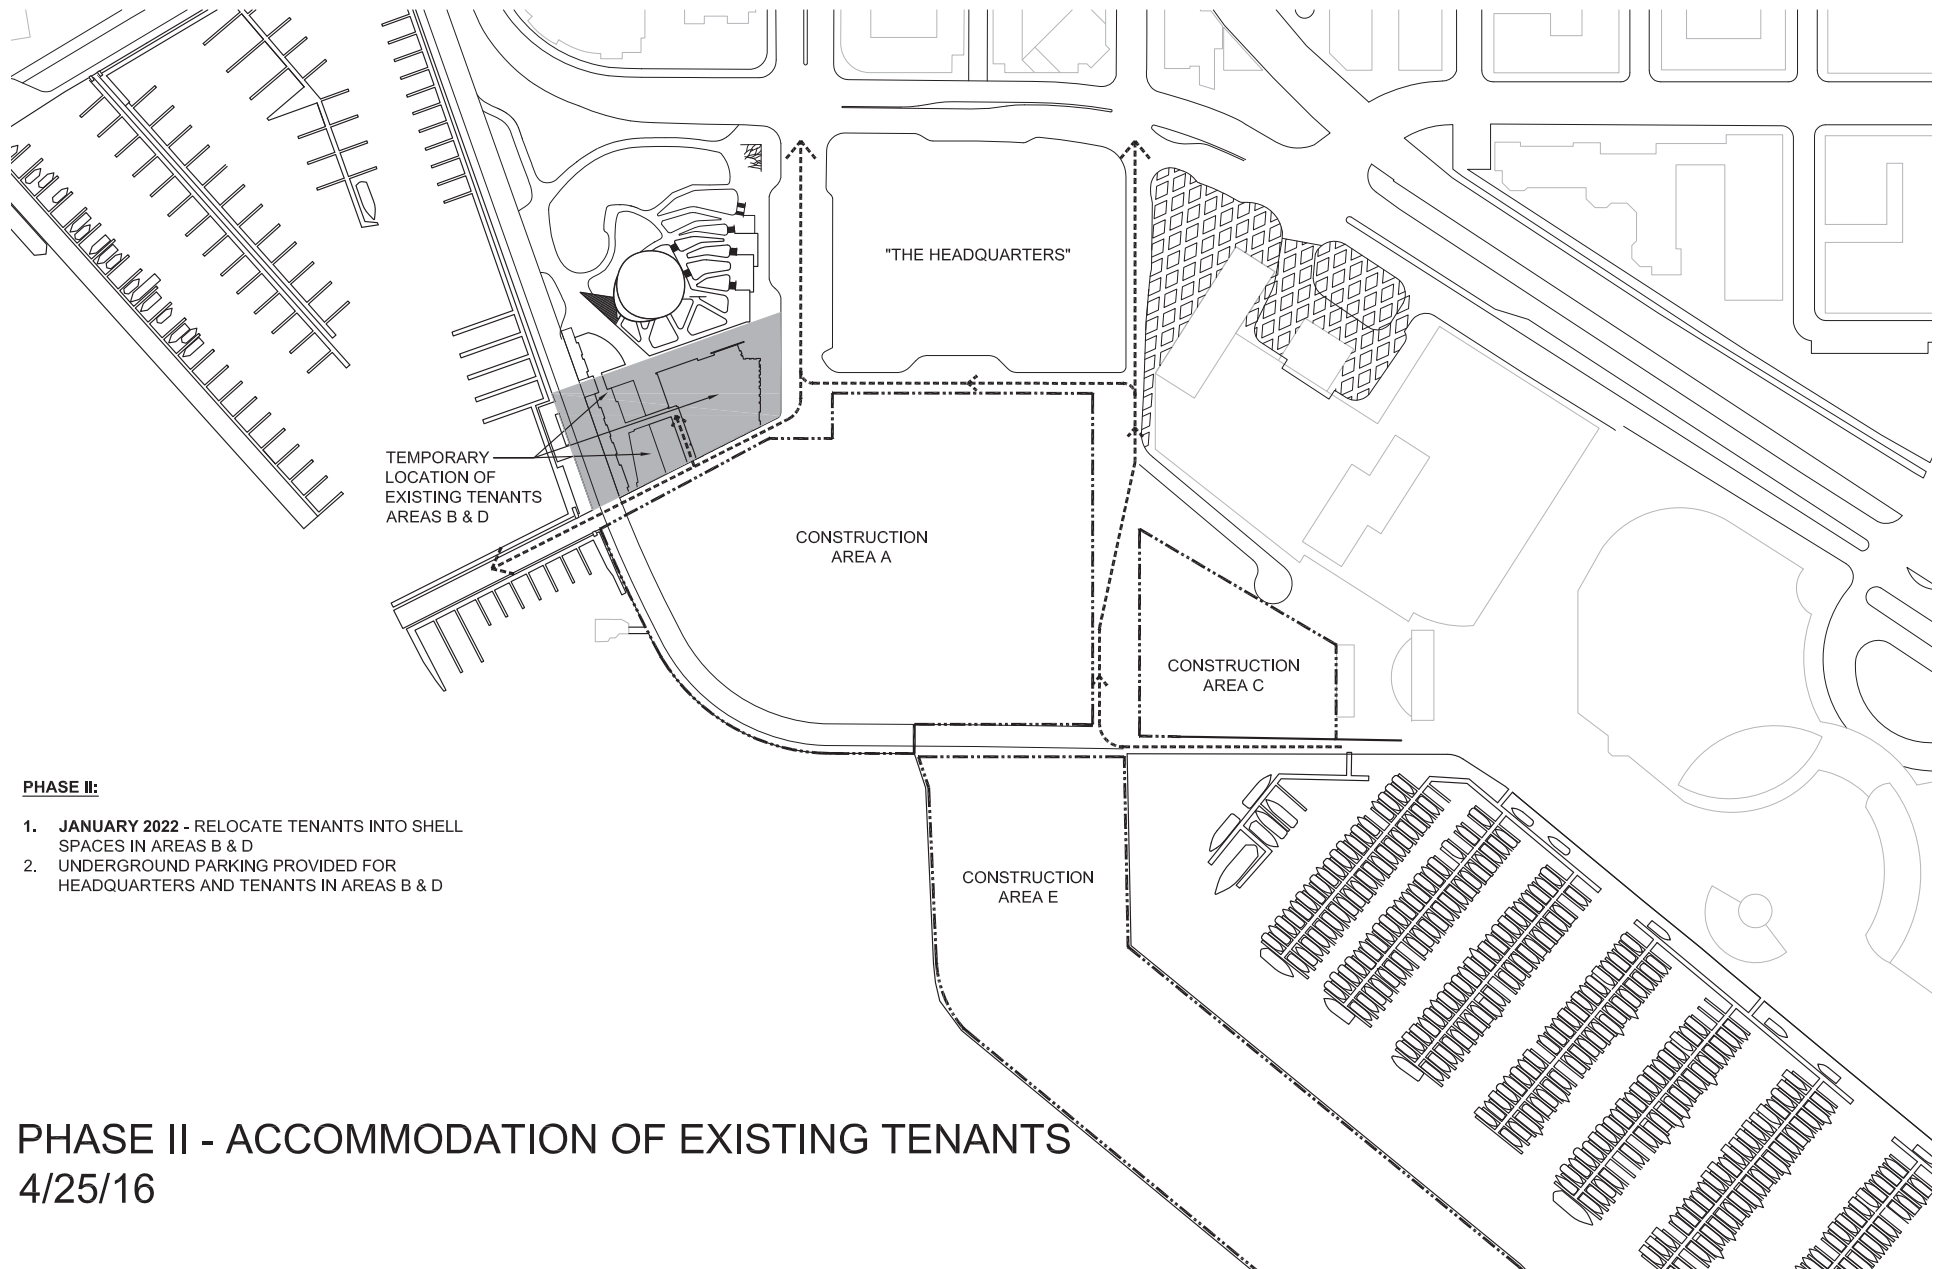 "THE HEADQUARTERS"
TEMPORARY
LOCATION OF
EXISTING TENANTS
AREAS B & D
CONSTRUCTION
AREA A
CONSTRUCTION
AREA C
CONSTRUCTION
AREA E
PHASE II:
1. JANUARY 2022 - RELOCATE TENANTS INTO SHELL
SPACES IN AREAS B & D
2. UNDERGROUND PARKING PROVIDED FOR
HEADQUARTERS AND TENANTS IN AREAS B & D
PHASE II - ACCOMMODATION OF EXISTING TENANTS
4/25/16